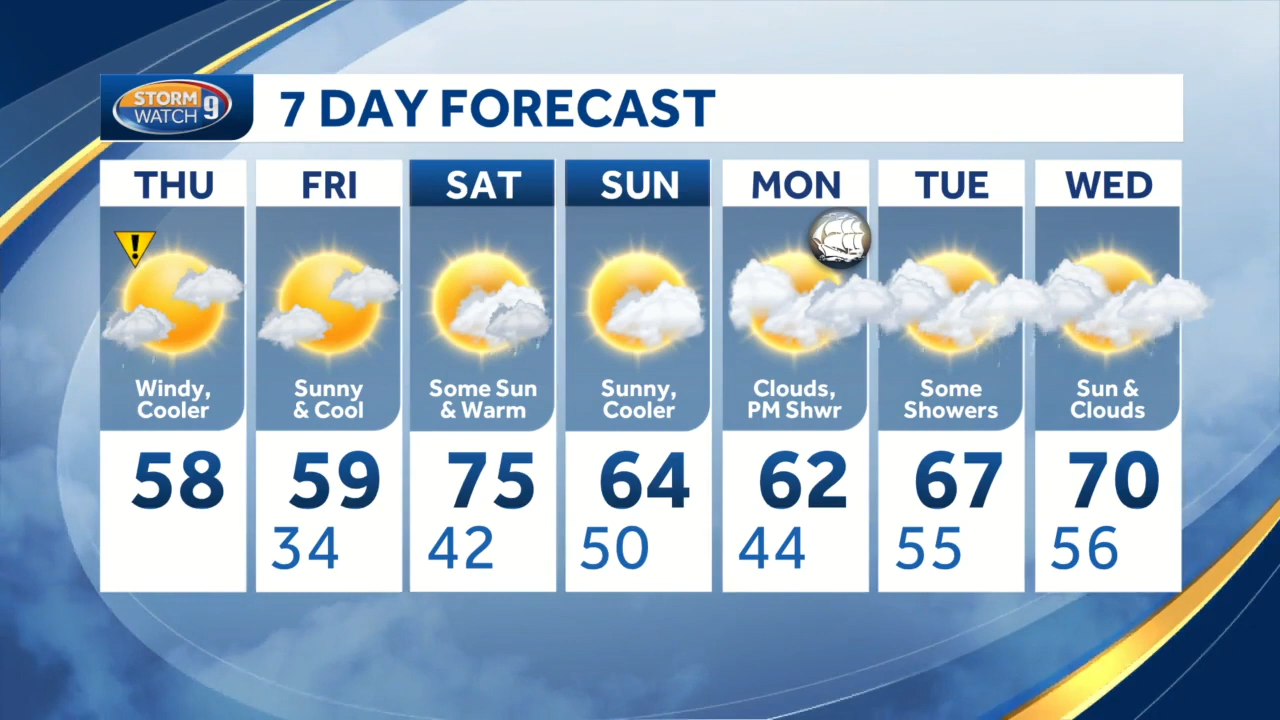 STORM
WATCH 9
7 DAY FORECAST
THU
FRI
SAT
SUN
MON
TUE
WED
!
Windy,
Cooler
Sunny
& Cool
Some Sun
& Warm
Sunny,
Cooler
Clouds,
PM Shwr
Some
Showers
Sun &
Clouds
58
59
75
64
62
67
70
34
42
50
44
55
56